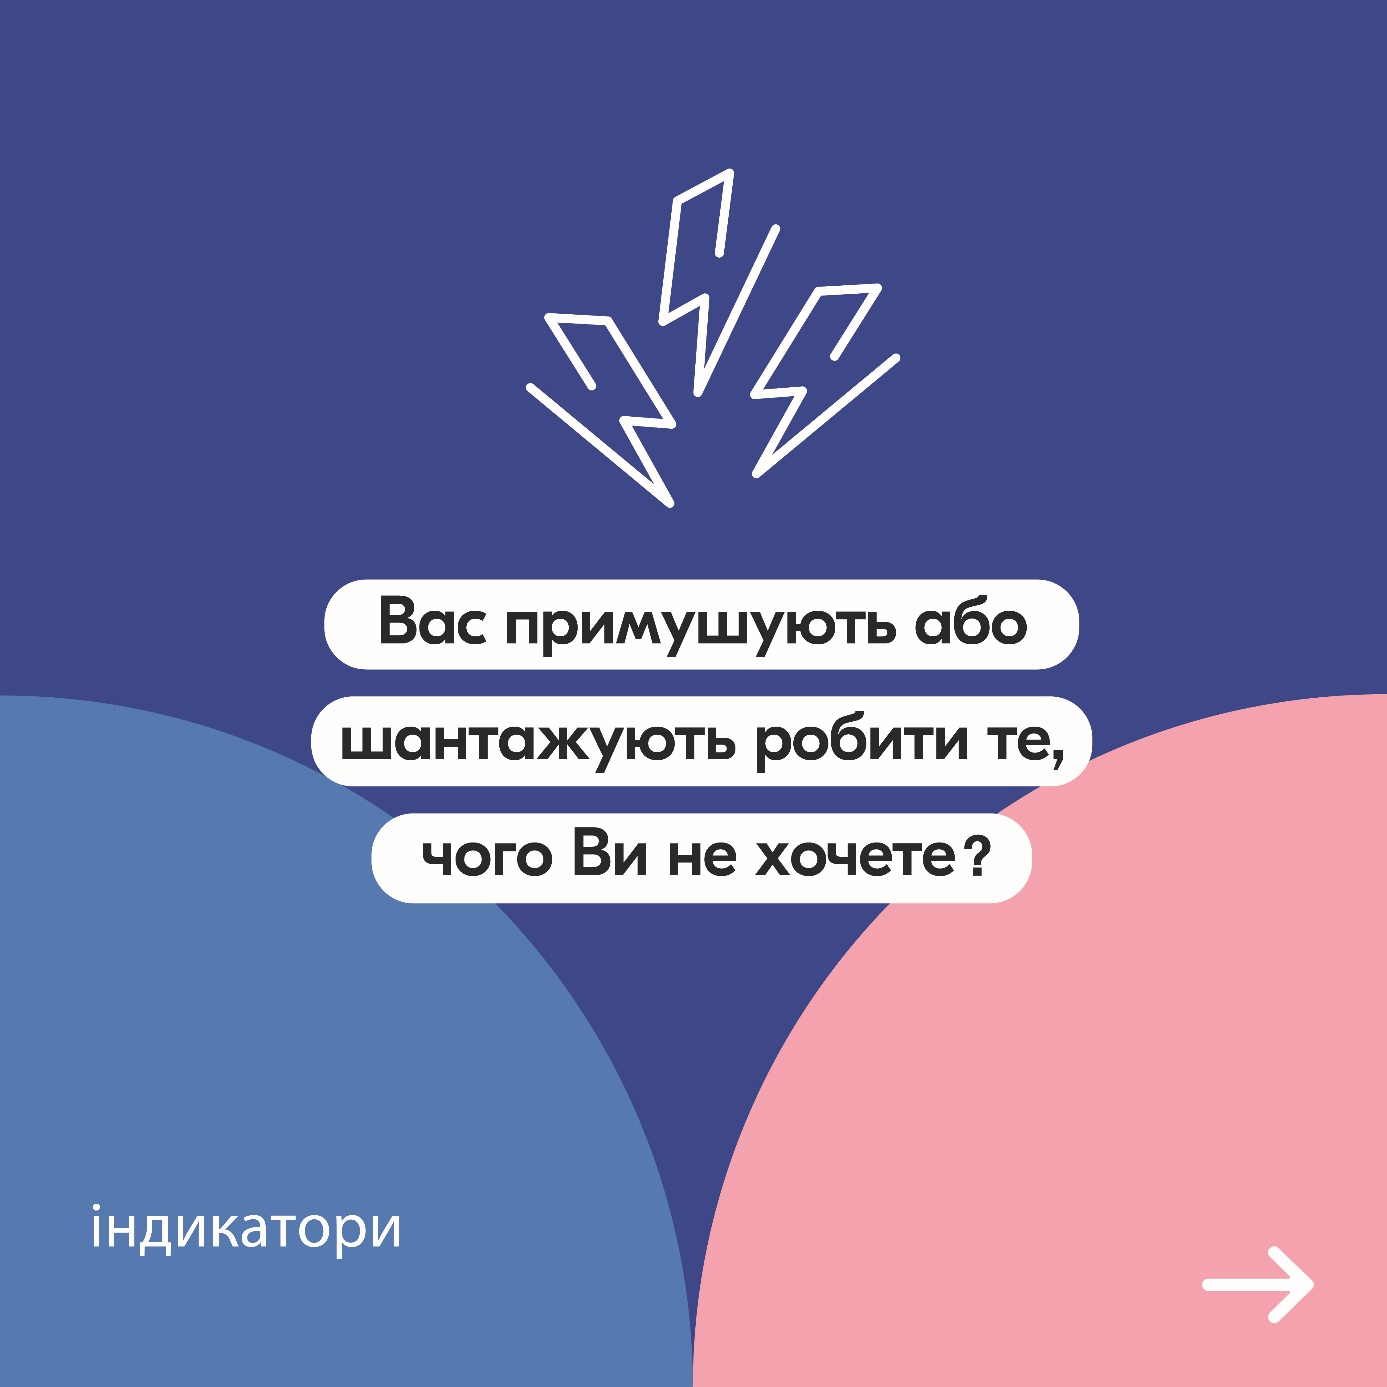 Вас примушують або
шантажують робити те,
чого Ви не хочете?
індикатори